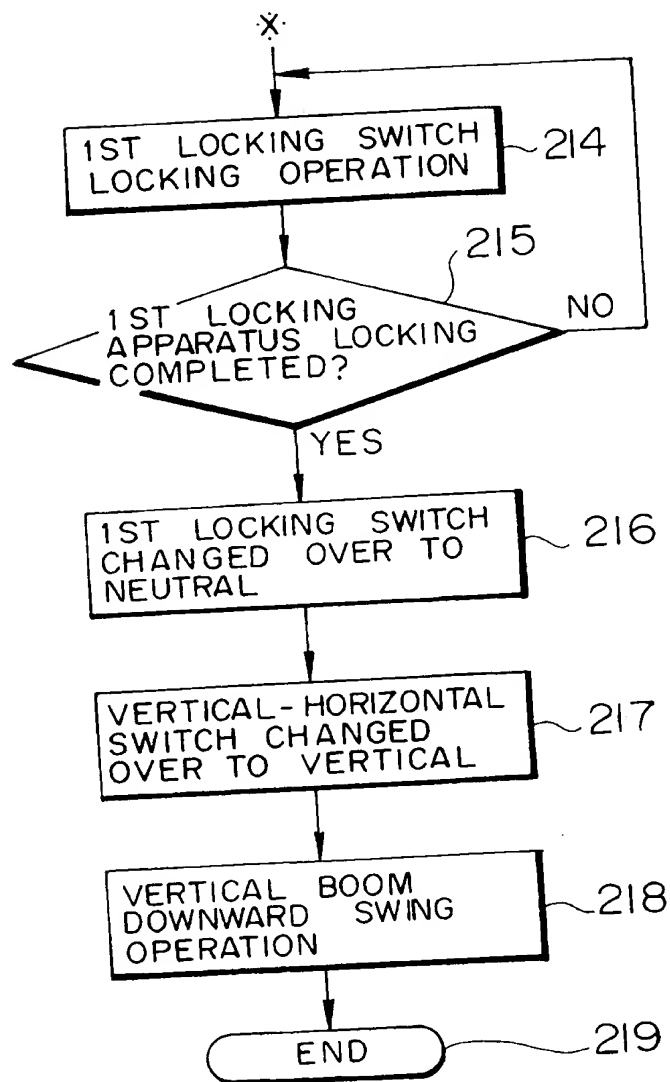 X
1ST LOCKING SWITCH
LOCKING OPERATION
214
215
1ST LOCKING
APPARATUS LOCKING
COMPLETED?
NO
YES
1ST LOCKING SWITCH
CHANGED OVER TO
NEUTRAL
216
VERTICAL-HORIZONTAL
SWITCH CHANGED
OVER TO VERTICAL
217
VERTICAL BOOM
DOWNWARD SWING
OPERATION
218
END
219